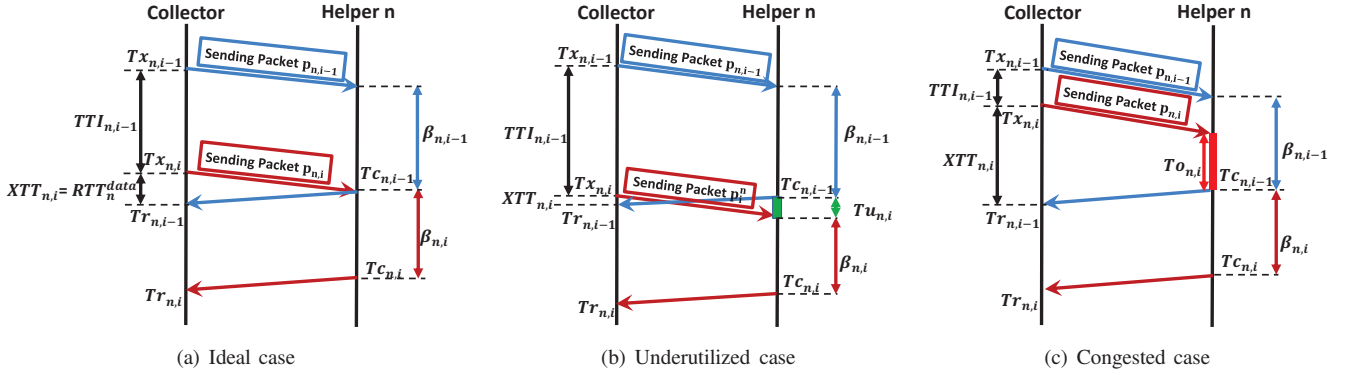 Collector Helper n
Tx_{n,i−1}
Sending Packet p_{n,i−1}
TTI_{n,i−1}
β_{n,i−1}
Tx_{n,i}
Sending Packet p_{n,i}
Tc_{n,i−1}
XTT_{n,i} = RTT_n^{data}
Tr_{n,i−1}
β_{n,i}
Tc_{n,i}
Tr_{n,i}
(a) Ideal case
Collector Helper n
Tx_{n,i−1}
Sending Packet p_{n,i−1}
TTI_{n,i−1}
β_{n,i−1}
Tx_{n,i}
Sending Packet p_i^n
Tc_{n,i−1}
XTT_{n,i}
Tr_{n,i−1}
Tu_{n,i}
β_{n,i}
Tc_{n,i}
Tr_{n,i}
(b) Underutilized case
Collector Helper n
Tx_{n,i−1}
Sending Packet p_{n,i−1}
TTI_{n,i−1}
Sending Packet p_{n,i}
Tx_{n,i}
β_{n,i−1}
XTT_{n,i}
To_{n,i}
Tc_{n,i−1}
Tr_{n,i−1}
β_{n,i}
Tc_{n,i}
Tr_{n,i}
(c) Congested case